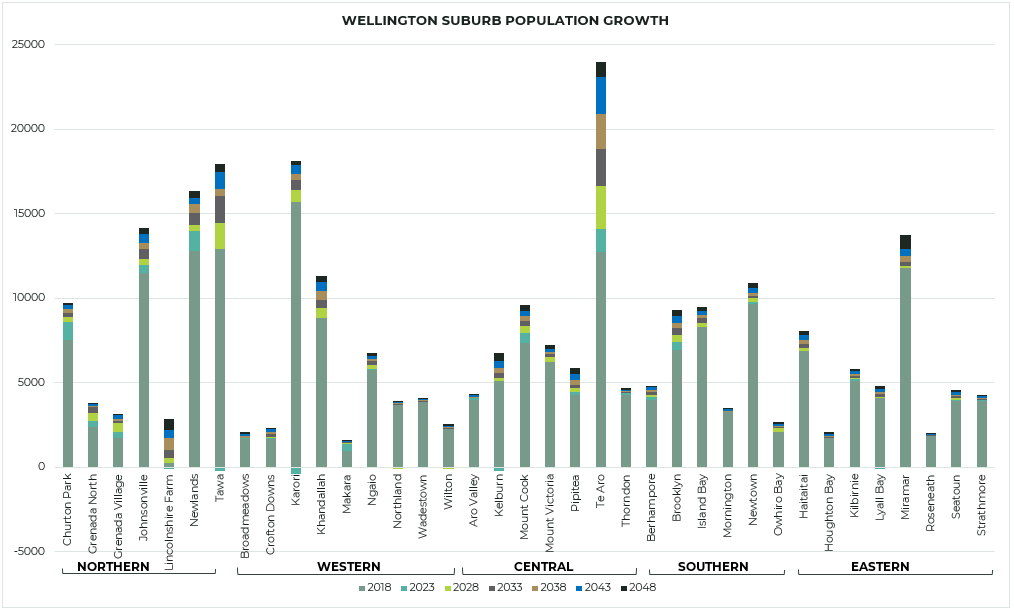 WELLINGTON SUBURB POPULATION GROWTH
25000
20000
15000
10000
5000
0
-5000
Churton Park
Grenada North
Grenada Village
Johnsonville
Lincolnshire Farm
Newlands
Tawa
Broadmeadows
Crofton Downs
Karori
Khandallah
Makara
Ngaio
Northland
Wadestown
Wilton
Aro Valley
Kelburn
Mount Cook
Mount Victoria
Pipitea
Te Aro
Thorndon
Berhampore
Brooklyn
Island Bay
Mornington
Newtown
Owhiro Bay
Haitaitai
Houghton Bay
Kilbirnie
Lyall Bay
Miramar
Roseneath
Seatoun
Strathmore
NORTHERN WESTERN CENTRAL SOUTHERN EASTERN
2018 2023 2028 2033 2038 2043 2048